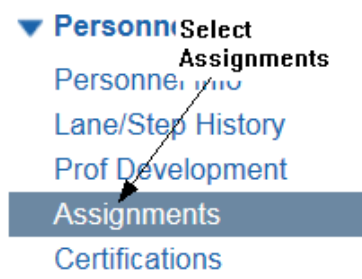 Personn
Select
Assignments
Personnel Info
Lane/Step History
Prof Development
Assignments
Certifications